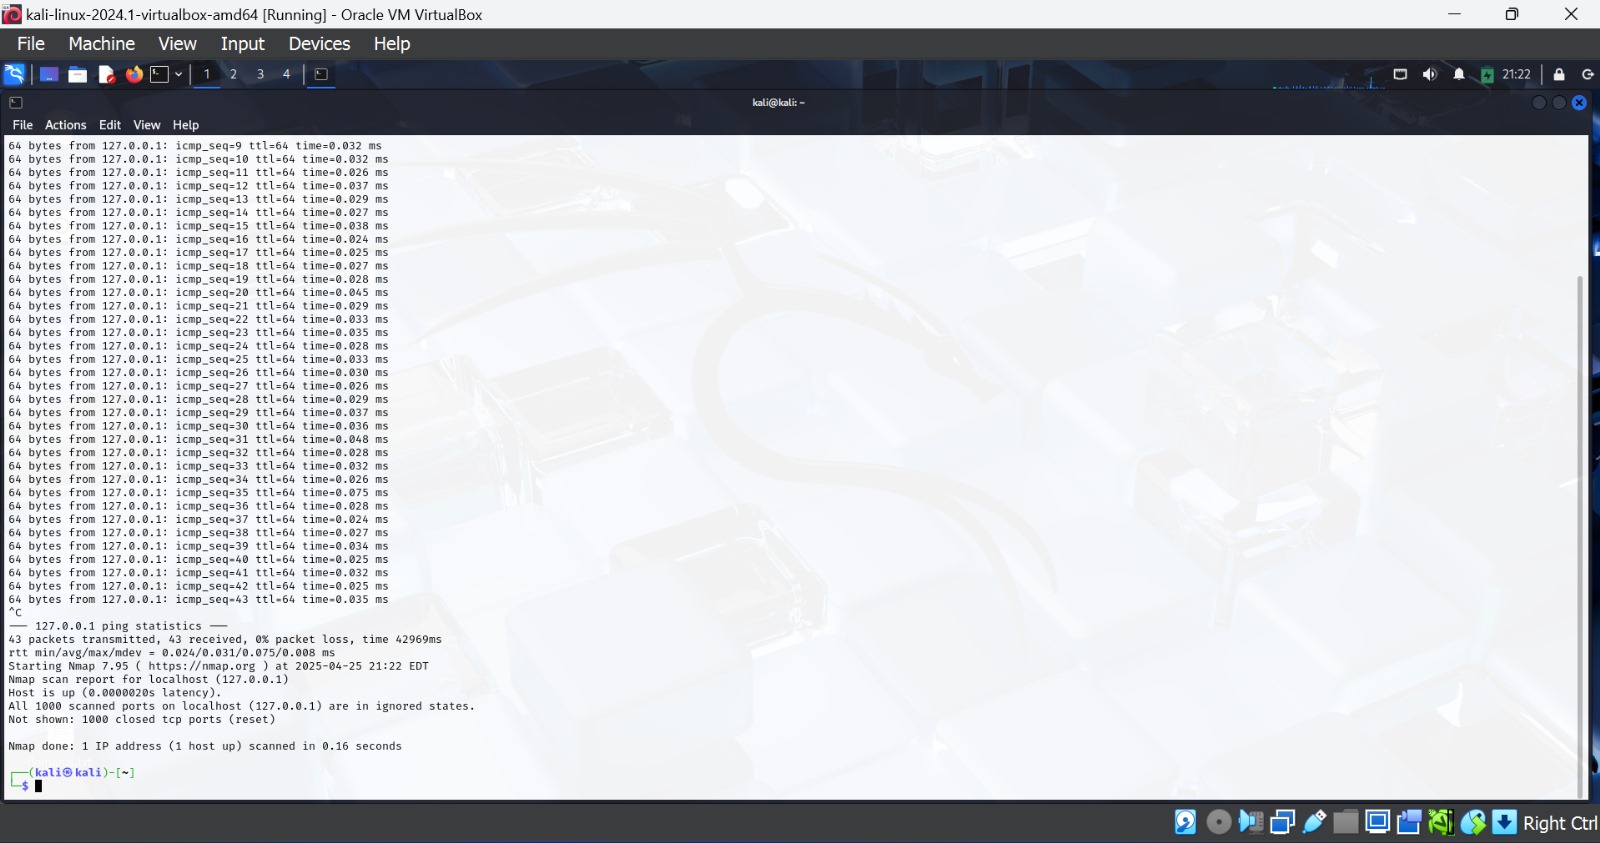 kali-linux-2024.1-virtualbox-amd64 [Running] - Oracle VM VirtualBox
File Machine View Input Devices Help
1 2 3 4
21:22
kali@kali: ~
File Actions Edit View Help
64 bytes from 127.0.0.1: icmp_seq=9 ttl=64 time=0.032 ms
64 bytes from 127.0.0.1: icmp_seq=10 ttl=64 time=0.032 ms
64 bytes from 127.0.0.1: icmp_seq=11 ttl=64 time=0.026 ms
64 bytes from 127.0.0.1: icmp_seq=12 ttl=64 time=0.037 ms
64 bytes from 127.0.0.1: icmp_seq=13 ttl=64 time=0.029 ms
64 bytes from 127.0.0.1: icmp_seq=14 ttl=64 time=0.027 ms
64 bytes from 127.0.0.1: icmp_seq=15 ttl=64 time=0.038 ms
64 bytes from 127.0.0.1: icmp_seq=16 ttl=64 time=0.024 ms
64 bytes from 127.0.0.1: icmp_seq=17 ttl=64 time=0.025 ms
64 bytes from 127.0.0.1: icmp_seq=18 ttl=64 time=0.027 ms
64 bytes from 127.0.0.1: icmp_seq=19 ttl=64 time=0.028 ms
64 bytes from 127.0.0.1: icmp_seq=20 ttl=64 time=0.045 ms
64 bytes from 127.0.0.1: icmp_seq=21 ttl=64 time=0.029 ms
64 bytes from 127.0.0.1: icmp_seq=22 ttl=64 time=0.033 ms
64 bytes from 127.0.0.1: icmp_seq=23 ttl=64 time=0.035 ms
64 bytes from 127.0.0.1: icmp_seq=24 ttl=64 time=0.028 ms
64 bytes from 127.0.0.1: icmp_seq=25 ttl=64 time=0.033 ms
64 bytes from 127.0.0.1: icmp_seq=26 ttl=64 time=0.030 ms
64 bytes from 127.0.0.1: icmp_seq=27 ttl=64 time=0.026 ms
64 bytes from 127.0.0.1: icmp_seq=28 ttl=64 time=0.029 ms
64 bytes from 127.0.0.1: icmp_seq=29 ttl=64 time=0.037 ms
64 bytes from 127.0.0.1: icmp_seq=30 ttl=64 time=0.036 ms
64 bytes from 127.0.0.1: icmp_seq=31 ttl=64 time=0.048 ms
64 bytes from 127.0.0.1: icmp_seq=32 ttl=64 time=0.028 ms
64 bytes from 127.0.0.1: icmp_seq=33 ttl=64 time=0.032 ms
64 bytes from 127.0.0.1: icmp_seq=34 ttl=64 time=0.026 ms
64 bytes from 127.0.0.1: icmp_seq=35 ttl=64 time=0.075 ms
64 bytes from 127.0.0.1: icmp_seq=36 ttl=64 time=0.028 ms
64 bytes from 127.0.0.1: icmp_seq=37 ttl=64 time=0.024 ms
64 bytes from 127.0.0.1: icmp_seq=38 ttl=64 time=0.027 ms
64 bytes from 127.0.0.1: icmp_seq=39 ttl=64 time=0.034 ms
64 bytes from 127.0.0.1: icmp_seq=40 ttl=64 time=0.025 ms
64 bytes from 127.0.0.1: icmp_seq=41 ttl=64 time=0.032 ms
64 bytes from 127.0.0.1: icmp_seq=42 ttl=64 time=0.025 ms
64 bytes from 127.0.0.1: icmp_seq=43 ttl=64 time=0.035 ms
^C
--- 127.0.0.1 ping statistics ---
43 packets transmitted, 43 received, 0% packet loss, time 42969ms
rtt min/avg/max/mdev = 0.024/0.031/0.075/0.008 ms
Starting Nmap 7.95 ( https://nmap.org ) at 2025-04-25 21:22 EDT
Nmap scan report for localhost (127.0.0.1)
Host is up (0.0000020s latency).
All 1000 scanned ports on localhost (127.0.0.1) are in ignored states.
Not shown: 1000 closed tcp ports (reset)
Nmap done: 1 IP address (1 host up) scanned in 0.16 seconds
┌──(kali㉿kali)-[~]
└─$
Right Ctrl